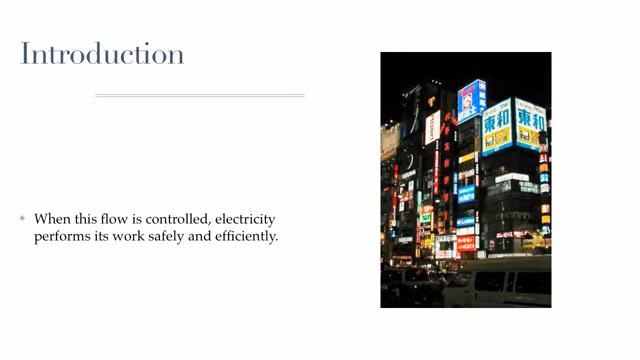 Introduction
When this flow is controlled, electricity
performs its work safely and efficiently.
東和
東和